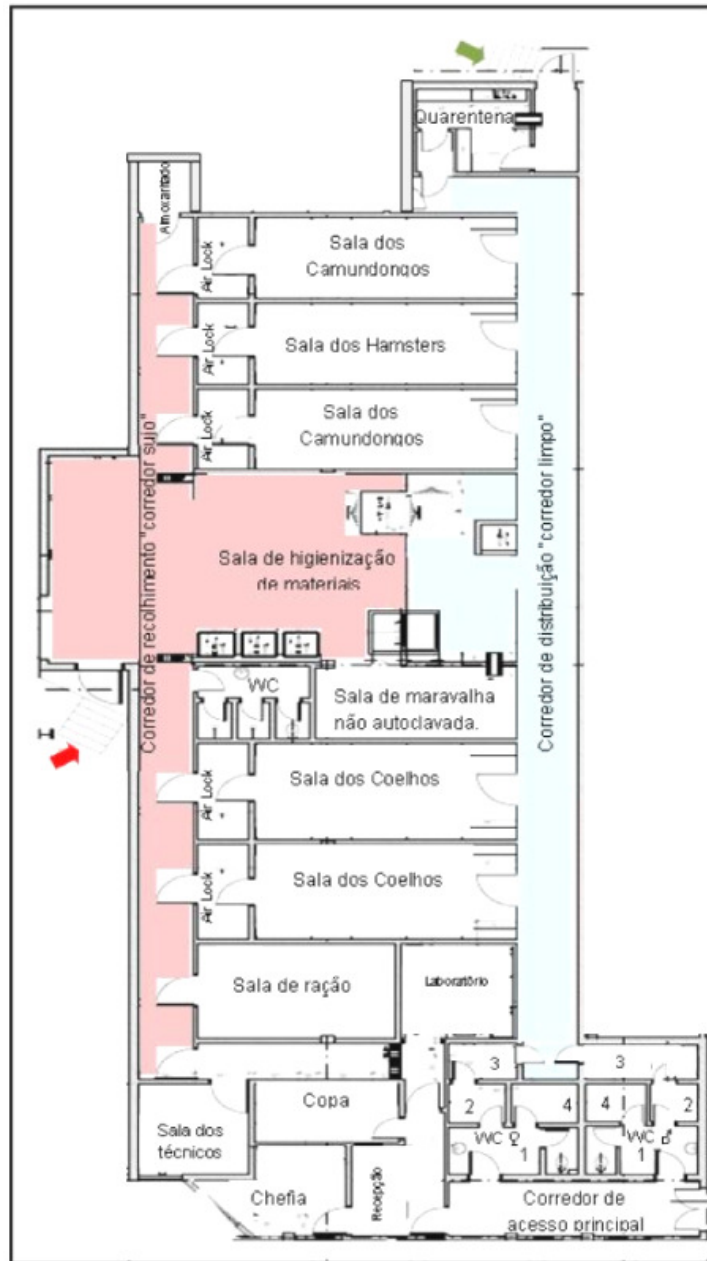 Quarentena
Almoxarifado
Air Lock
Sala dos
Camundongos
Air Lock
Sala dos Hamsters
Air Lock
Sala dos
Camundongos
Corredor de recolhimento "corredor sujo"
Sala de higienização
de materiais
Corredor de distribuição "corredor limpo"
WC
Sala de maravalha
não autoclavada.
Air Lock
Sala dos Coelhos
Air Lock
Sala dos Coelhos
Sala de ração
Laboratório
3
3
Copa
2
4
4
2
Sala dos
técnicos
WC ♀
1
WC ♂
1
Chefia
Recepção
Corredor de
acesso principal